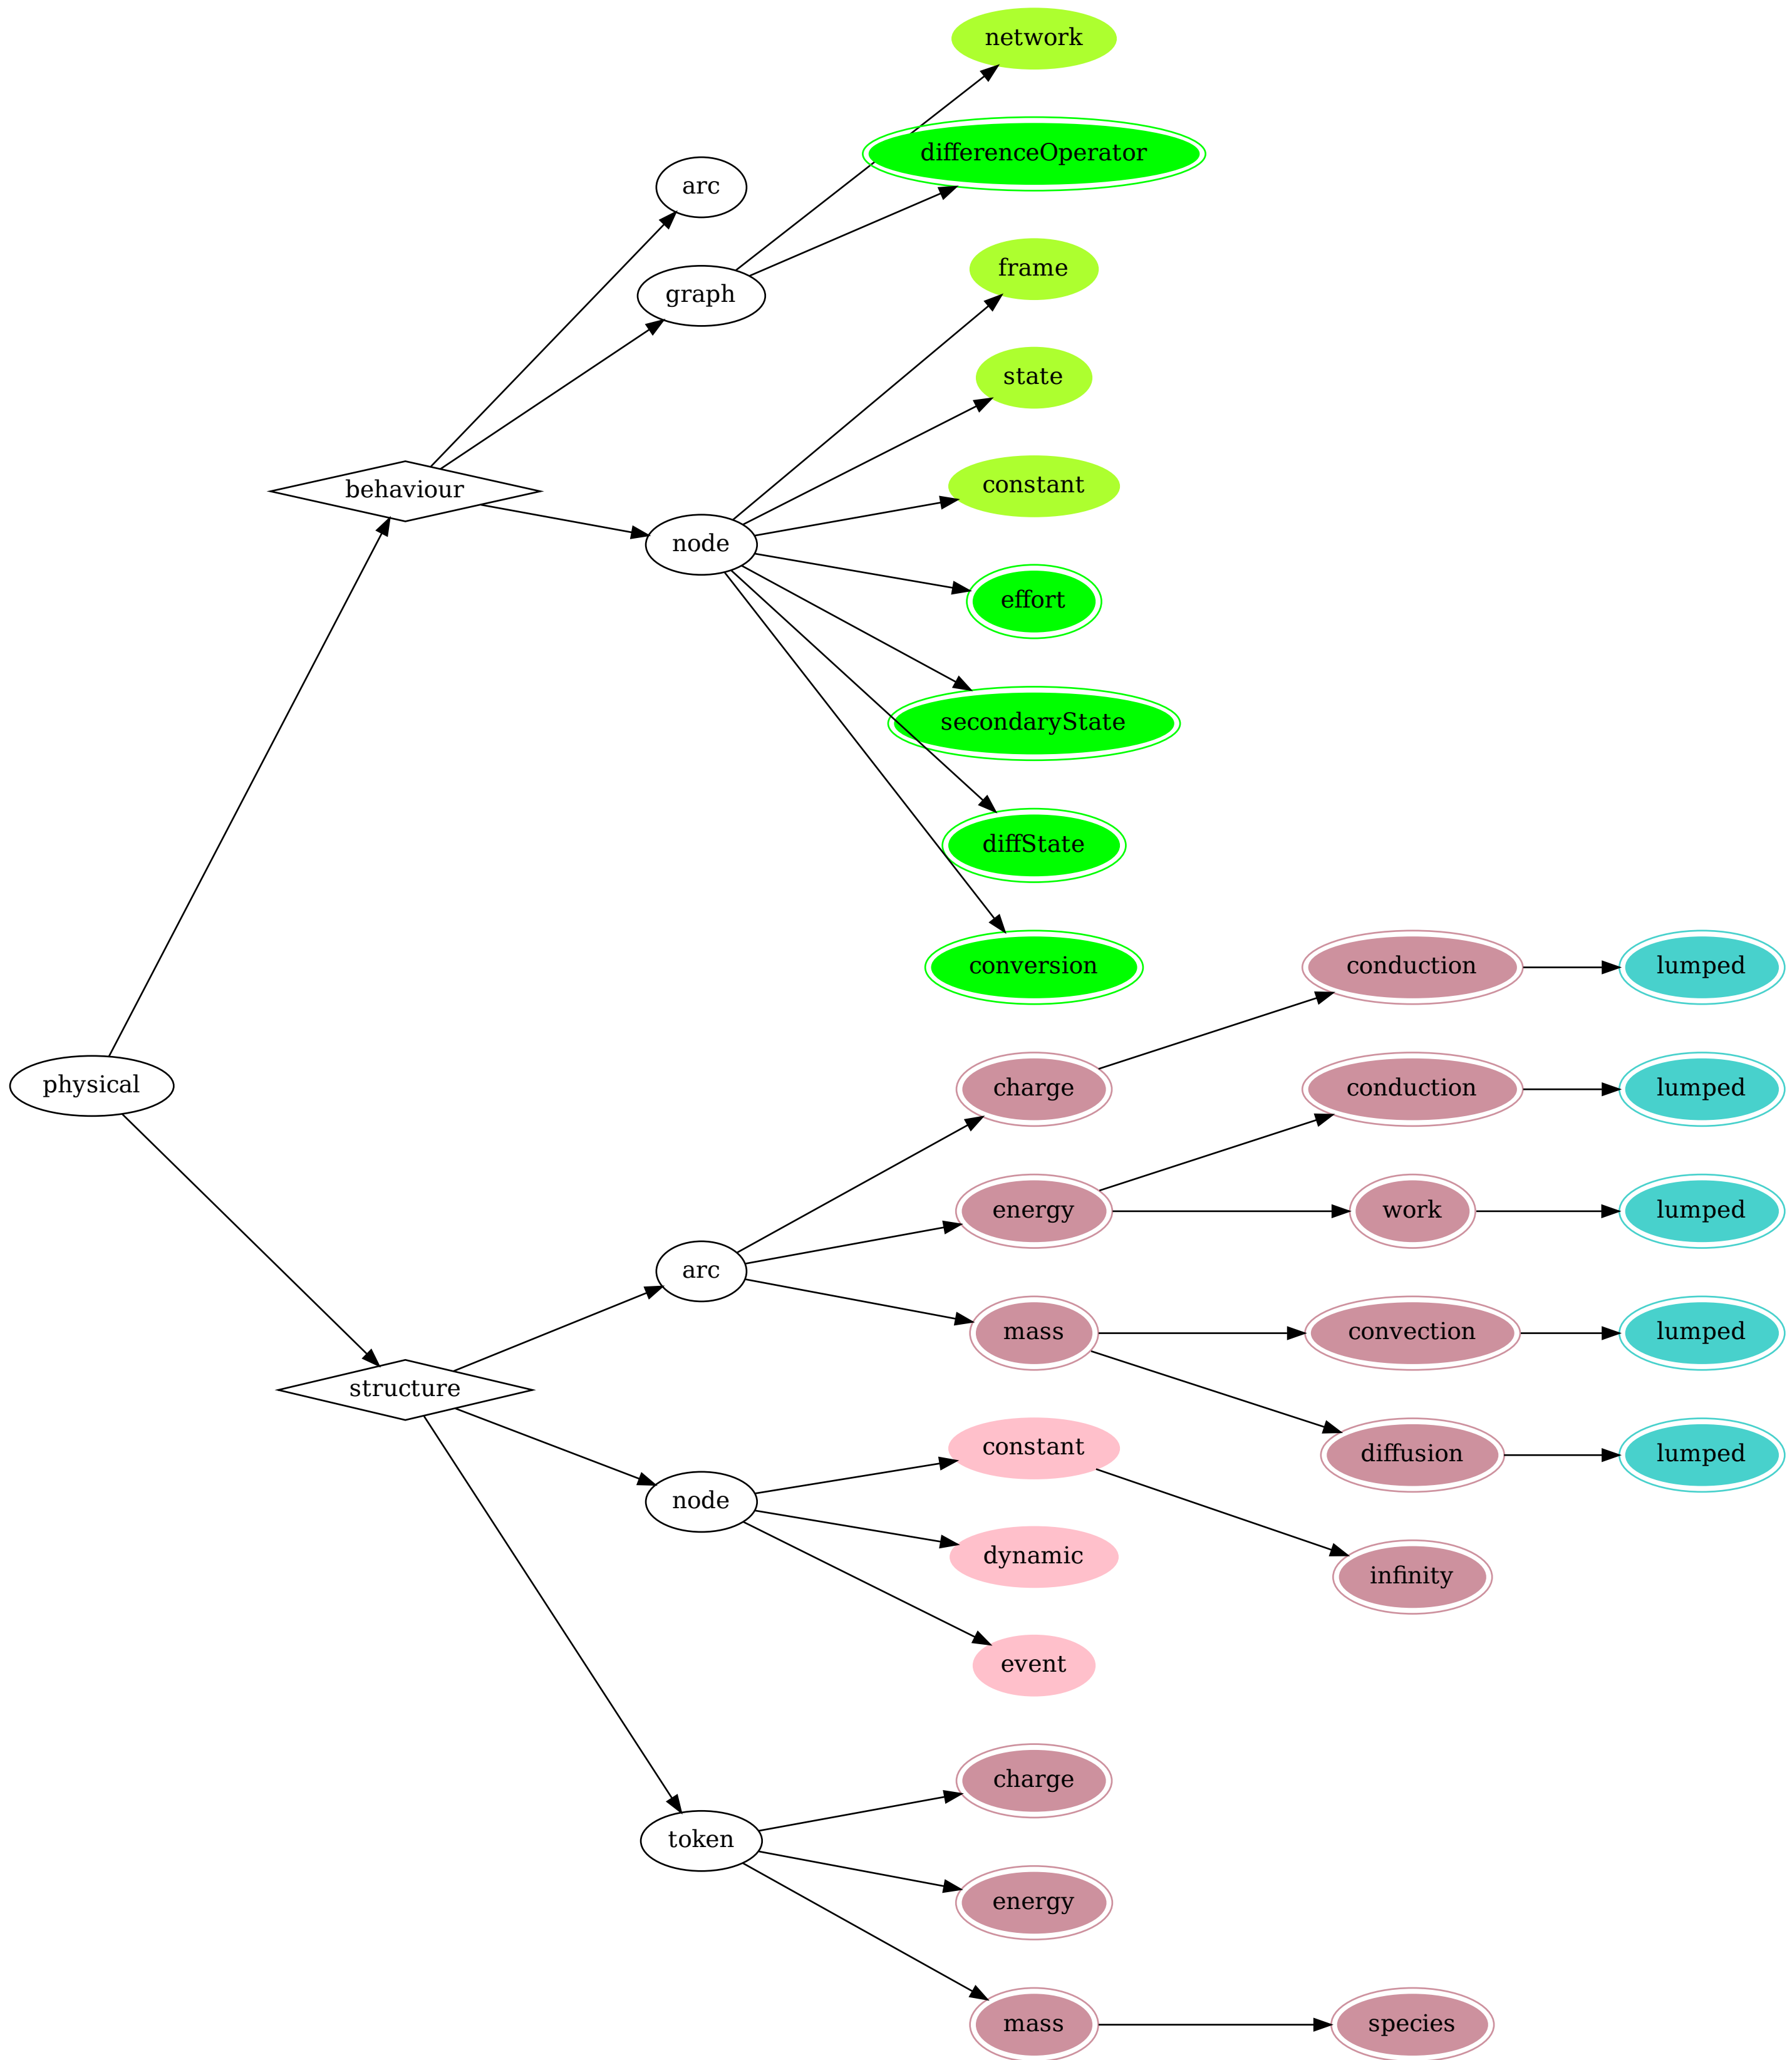 network
differenceOperator
arc
frame
graph
state
constant
behaviour
node
effort
secondaryState
diffState
conversion
conduction
lumped
physical
charge
conduction
lumped
energy
work
lumped
arc
mass
convection
lumped
structure
constant
diffusion
lumped
node
dynamic
infinity
event
charge
token
energy
mass
species